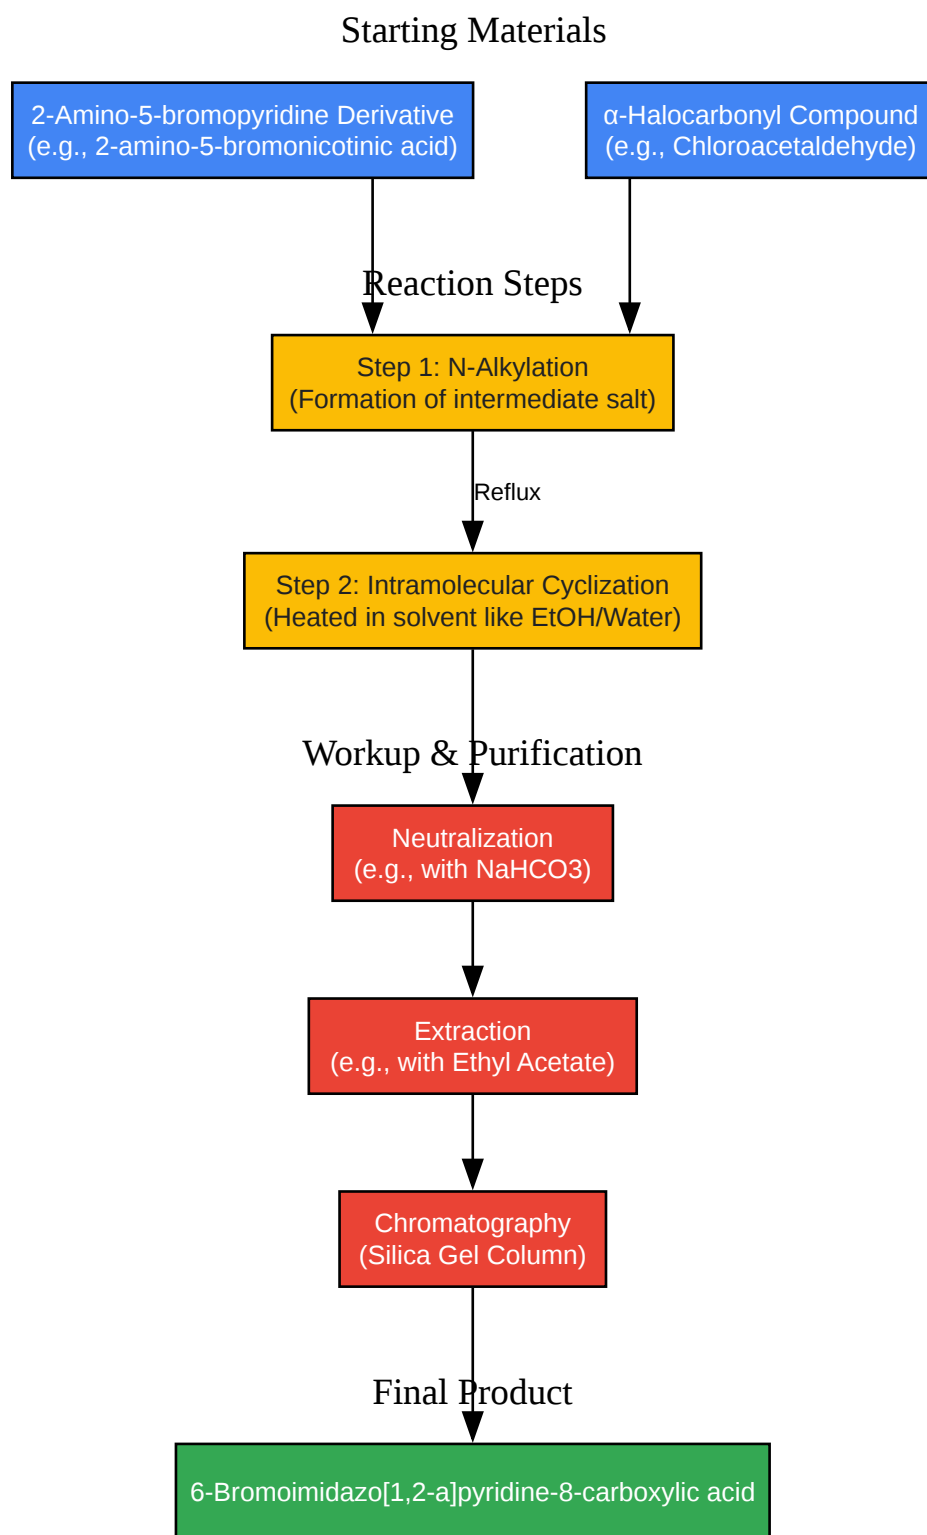 Starting Materials
2-Amino-5-bromopyridine Derivative
(e.g., 2-amino-5-bromonicotinic acid)
α-Halocarbonyl Compound
(e.g., Chloroacetaldehyde)
Reaction Steps
Step 1: N-Alkylation
(Formation of intermediate salt)
Reflux
Step 2: Intramolecular Cyclization
(Heated in solvent like EtOH/Water)
Workup & Purification
Neutralization
(e.g., with NaHCO3)
Extraction
(e.g., with Ethyl Acetate)
Chromatography
(Silica Gel Column)
Final Product
6-Bromoimidazo[1,2-a]pyridine-8-carboxylic acid